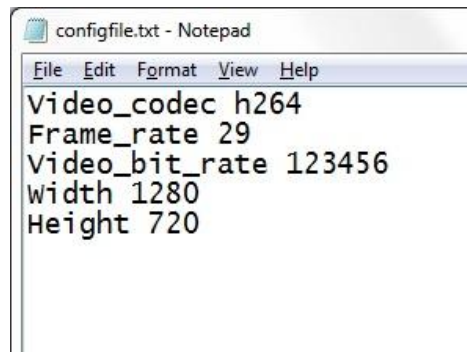 configfile.txt - Notepad
File Edit Format View Help
Video_codec h264
Frame_rate 29
Video_bit_rate 123456
Width 1280
Height 720